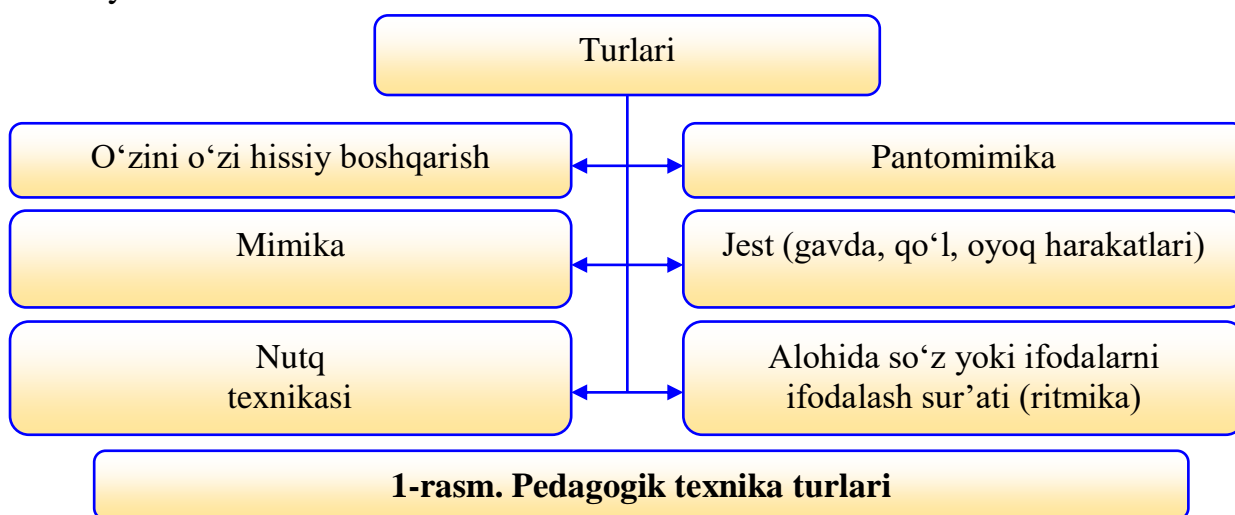 Turlari
O‘zini o‘zi hissiy boshqarish
Pantomimika
Mimika
Jest (gavda, qo‘l, oyoq harakatlari)
Nutq
texnikasi
Alohida so‘z yoki ifodalarni
ifodalash sur’ati (ritmika)
1-rasm. Pedagogik texnika turlari